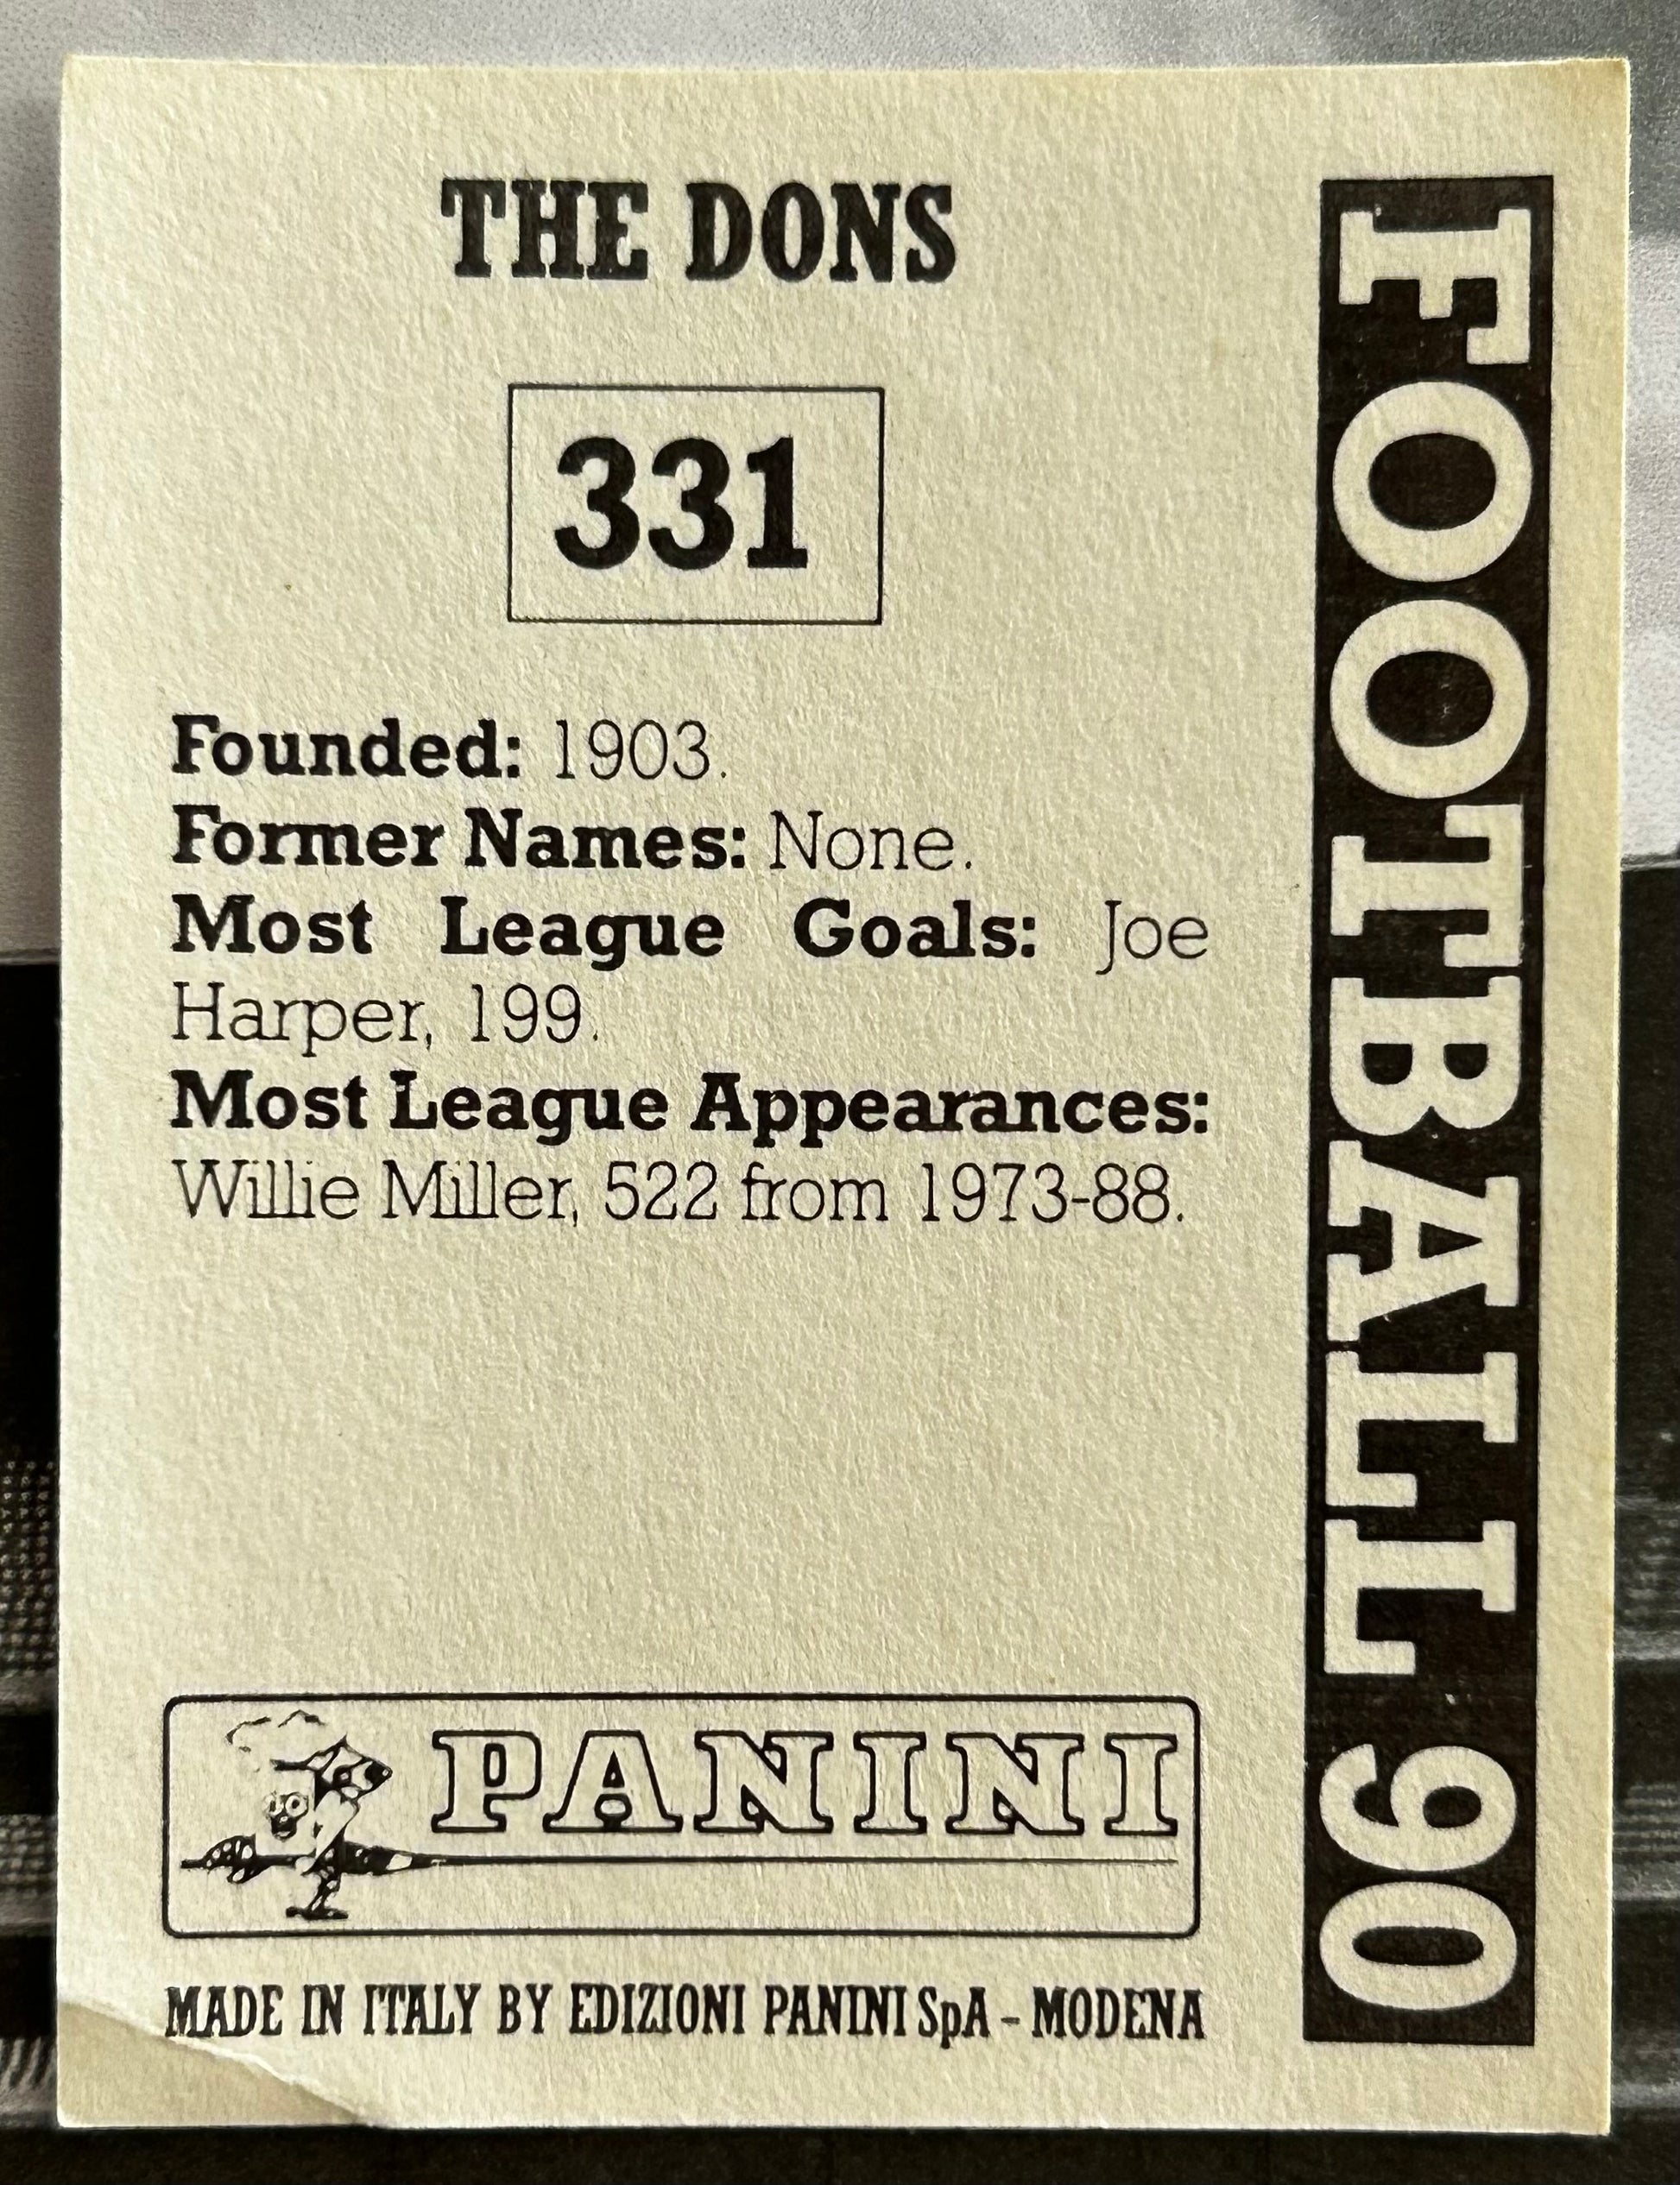 THE DONS
331
Founded: 1903.
Former Names: None.
Most League Goals: Joe
Harper, 199.
Most League Appearances:
Willie Miller, 522 from 1973-88.
PANINI
MADE IN ITALY BY EDIZIONI PANINI SpA - MODENA
FOOTBALL 90